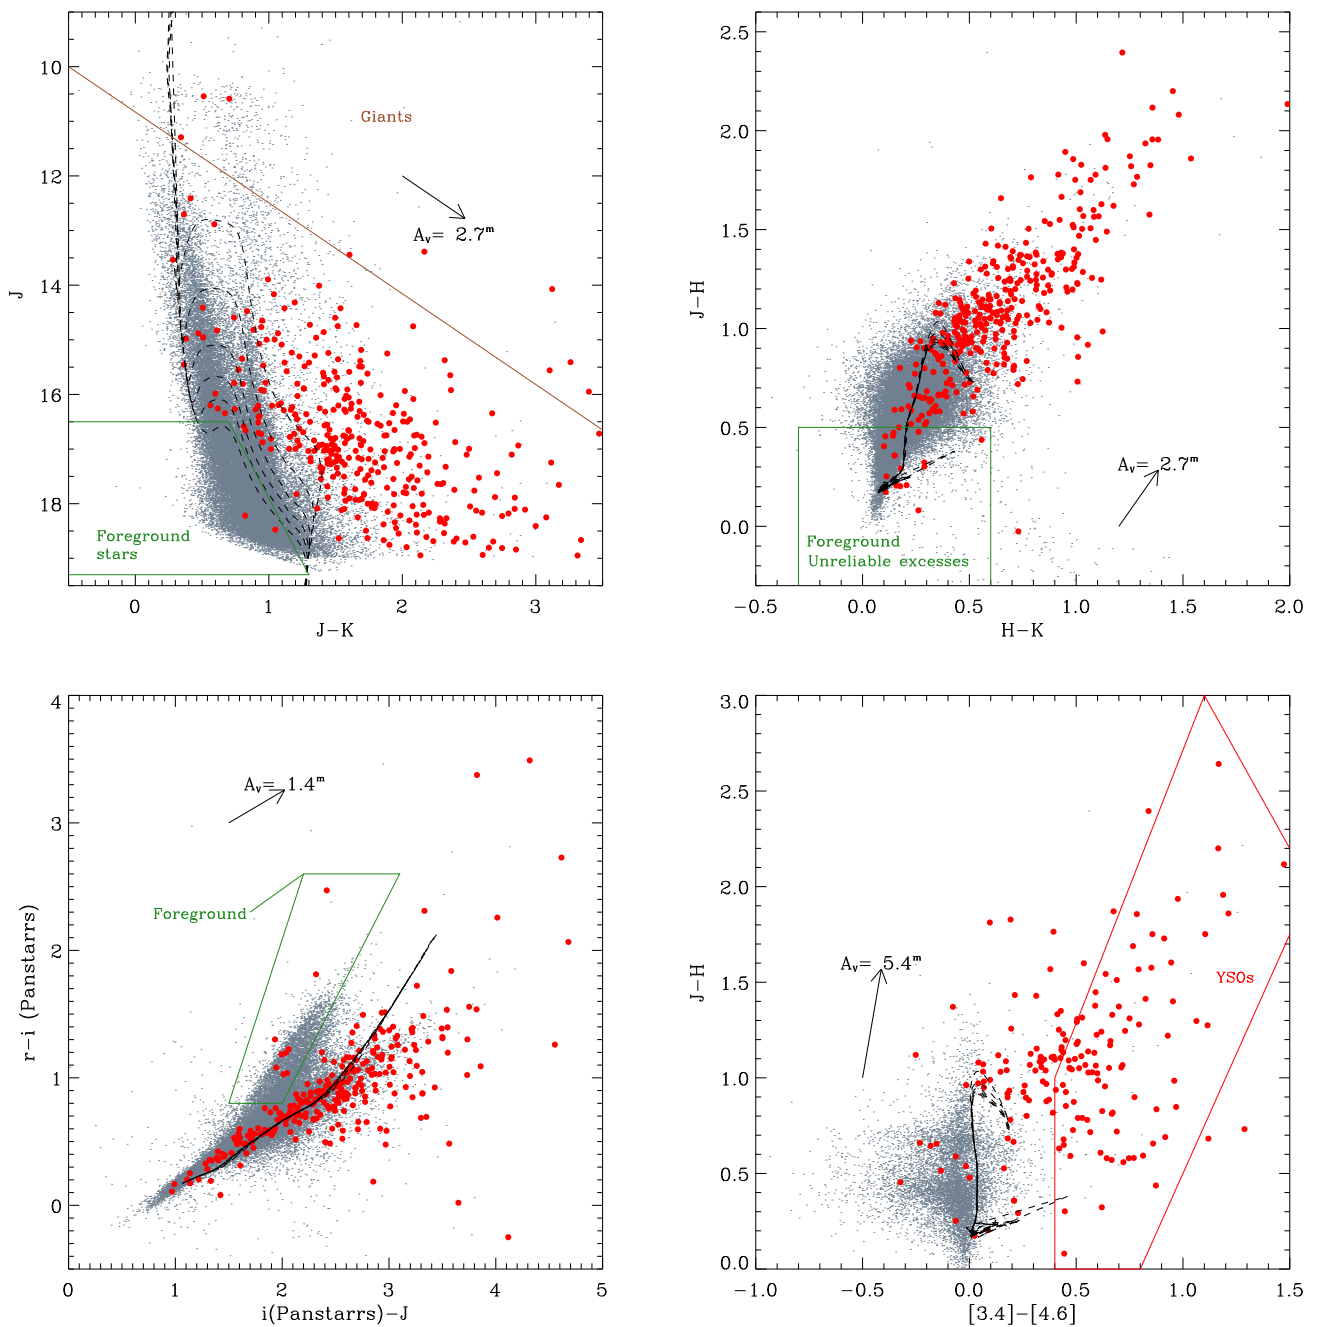 10
12
14
16
18
J
Giants
Av= 2.7m
Foreground
stars
0
1
2
3
J−K
2.5
2.0
1.5
1.0
0.5
0.0
J−H
Av= 2.7m
Foreground
Unreliable excesses
−0.5
0.0
0.5
1.0
1.5
2.0
H−K
4
3
2
1
0
r−i (Panstarrs)
Av= 1.4m
Foreground
0
1
2
3
4
5
i(Panstarrs)−J
3.0
2.5
2.0
1.5
1.0
0.5
0.0
J−H
Av= 5.4m
YSOs
−1.0
−0.5
0.0
0.5
1.0
1.5
[3.4]−[4.6]